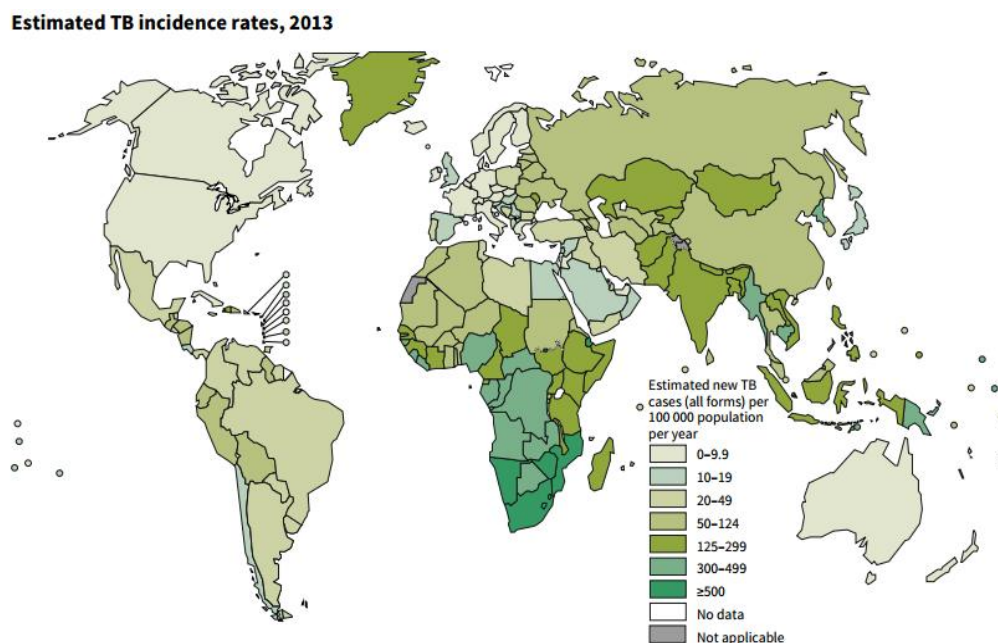 Estimated TB incidence rates, 2013
Estimated new TB
cases (all forms) per
100 000 population
per year
0–9.9
10–19
20–49
50–124
125–299
300–499
≥500
No data
Not applicable